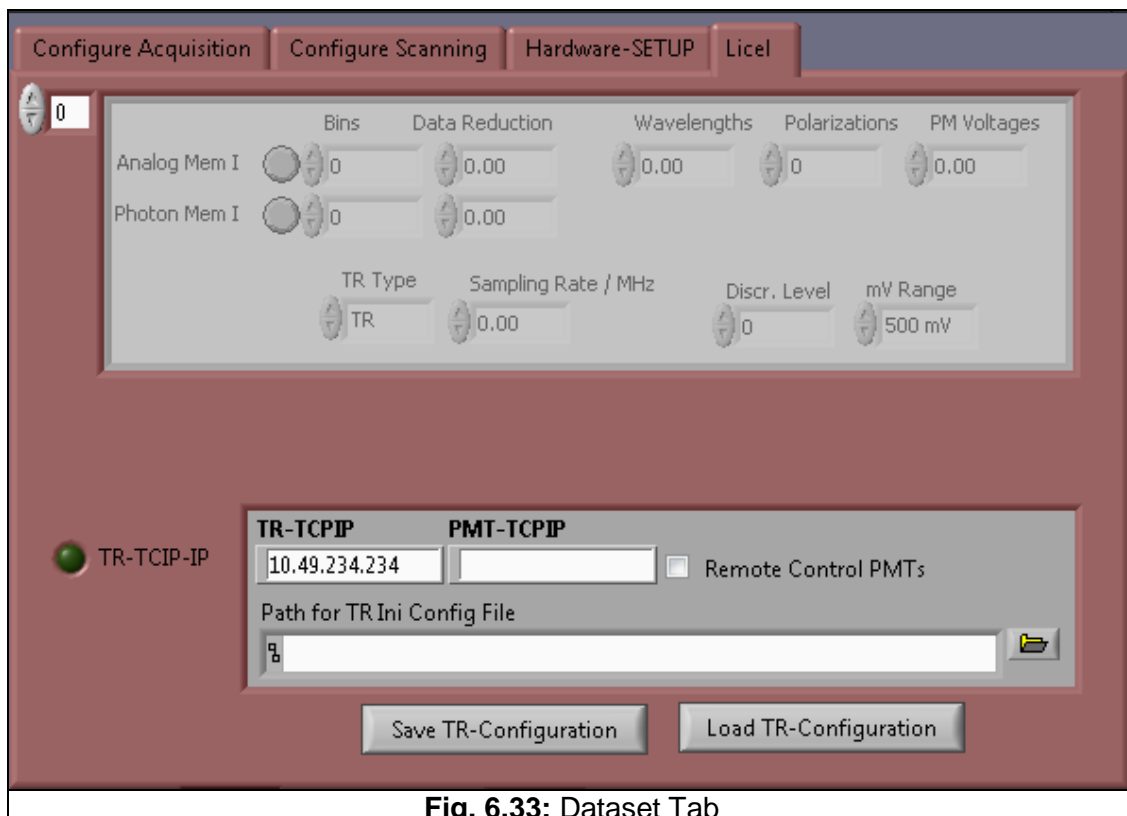 Configure Acquisition Configure Scanning Hardware-SETUP Licel
0
Bins Data Reduction Wavelengths Polarizations PM Voltages
Analog Mem I 0 0.00 0.00 0 0.00
Photon Mem I 0 0.00
TR Type Sampling Rate / MHz Discr. Level mV Range
TR 0.00 0 500 mV
TR-TCPIP PMT-TCPIP
TR-TCIP-IP 10.49.234.234 Remote Control PMTs
Path for TR Ini Config File
Save TR-Configuration Load TR-Configuration
Fig. 6.33: Dataset Tab